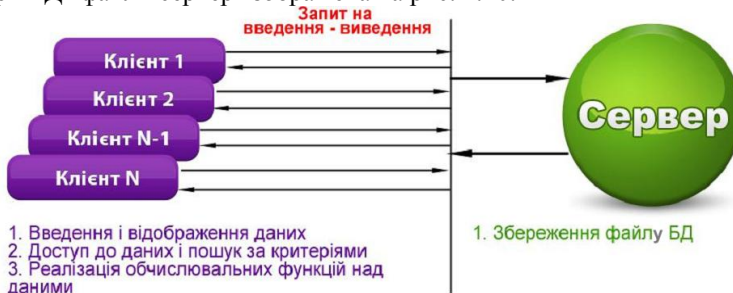 Запит на
введення - виведення
Клієнт 1
Клієнт 2
Клієнт N-1
Клієнт N
Сервер
1. Введення і відображення даних
2. Доступ до даних і пошук за критеріями
3. Реалізація обчислювальних функцій над
даними
1. Збереження файлу БД